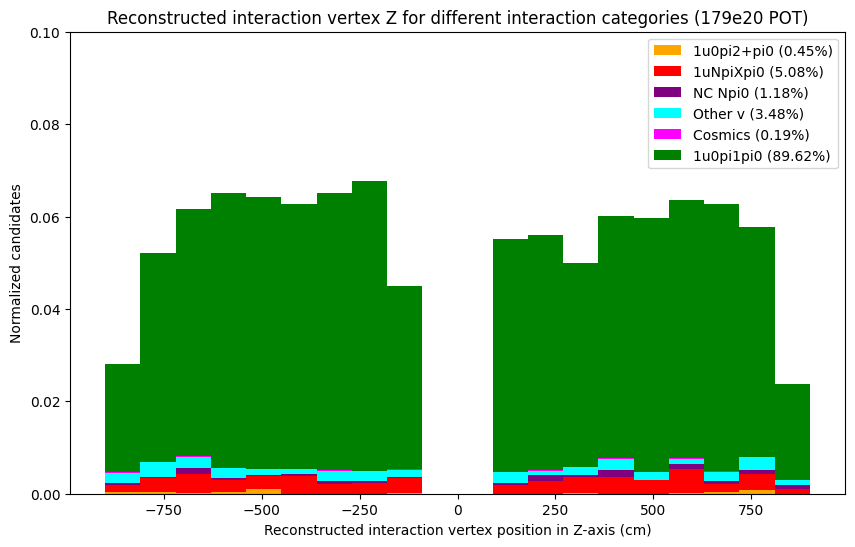 Reconstructed interaction vertex Z for different interaction categories (179e20 POT)
0.10
0.08
0.06
0.04
0.02
0.00
Normalized candidates
1u0pi2+pi0 (0.45%)
1uNpiXpi0 (5.08%)
NC Npi0 (1.18%)
Other v (3.48%)
Cosmics (0.19%)
1u0pi1pi0 (89.62%)
−750 −500 −250 0 250 500 750
Reconstructed interaction vertex position in Z-axis (cm)